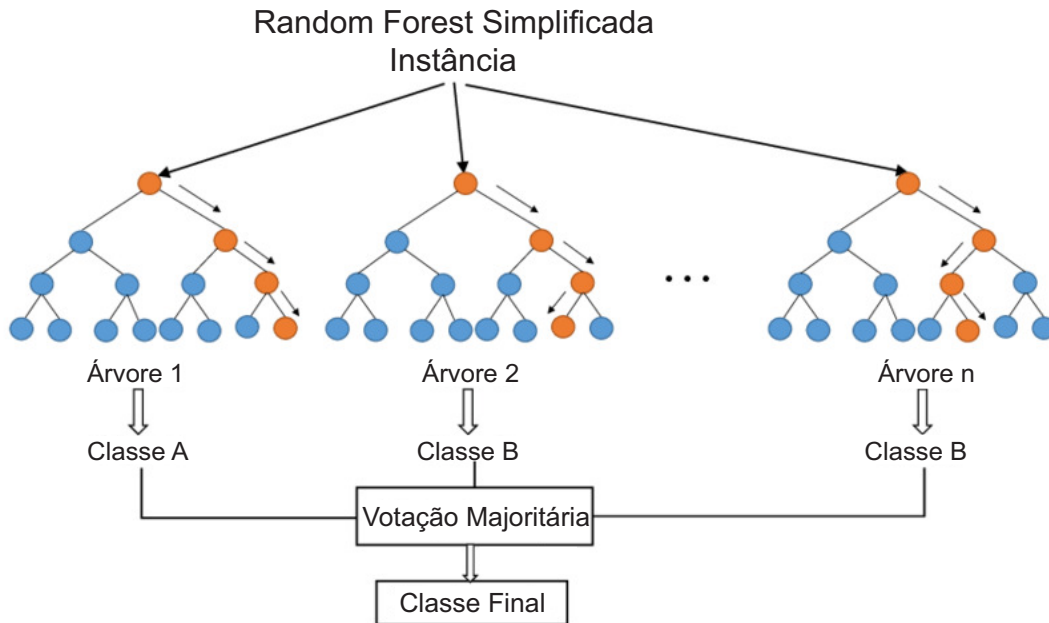 Random Forest Simplificada
Instância
...
Árvore 1
Árvore 2
Árvore n
Classe A
Classe B
Classe B
Votação Majoritária
Classe Final